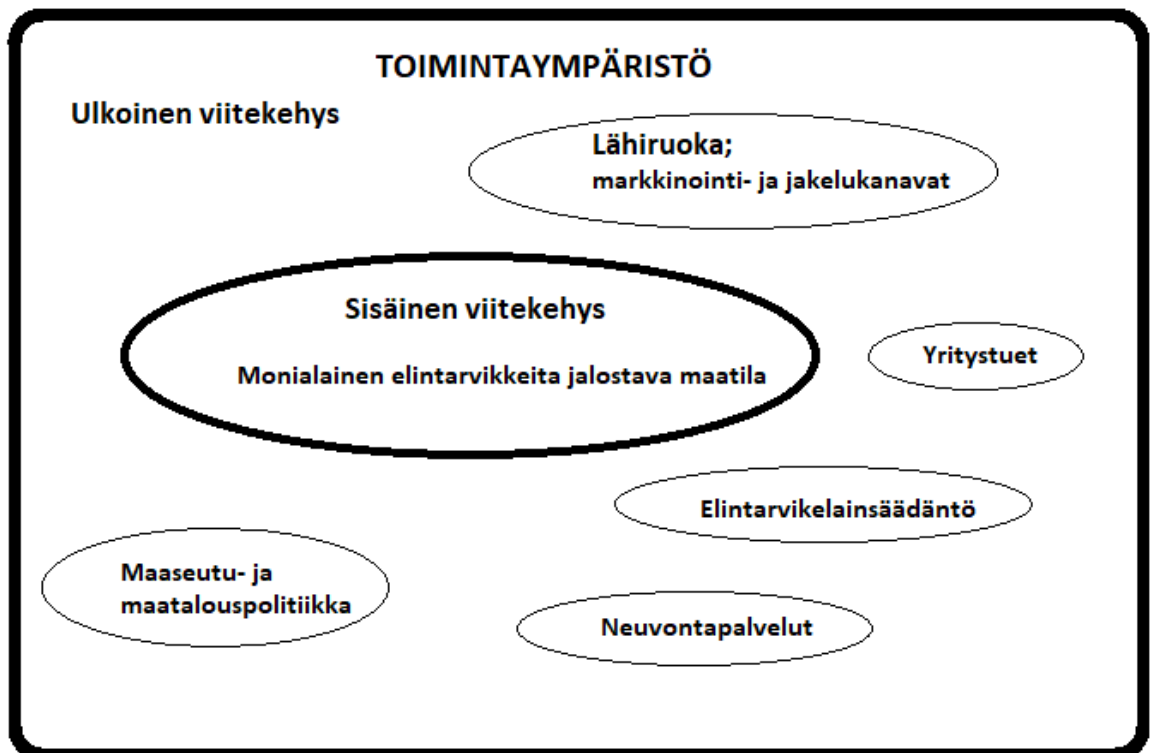 TOIMINTAYMPÄRISTÖ
Ulkoinen viitekehys
Lähiruoka;
markkinointi- ja jakelukanavat
Sisäinen viitekehys
Monialainen elintarvikkeita jalostava maatila
Yritystuet
Elintarvikelainsäädäntö
Maaseutu- ja
maatalouspolitiikka
Neuvontapalvelut